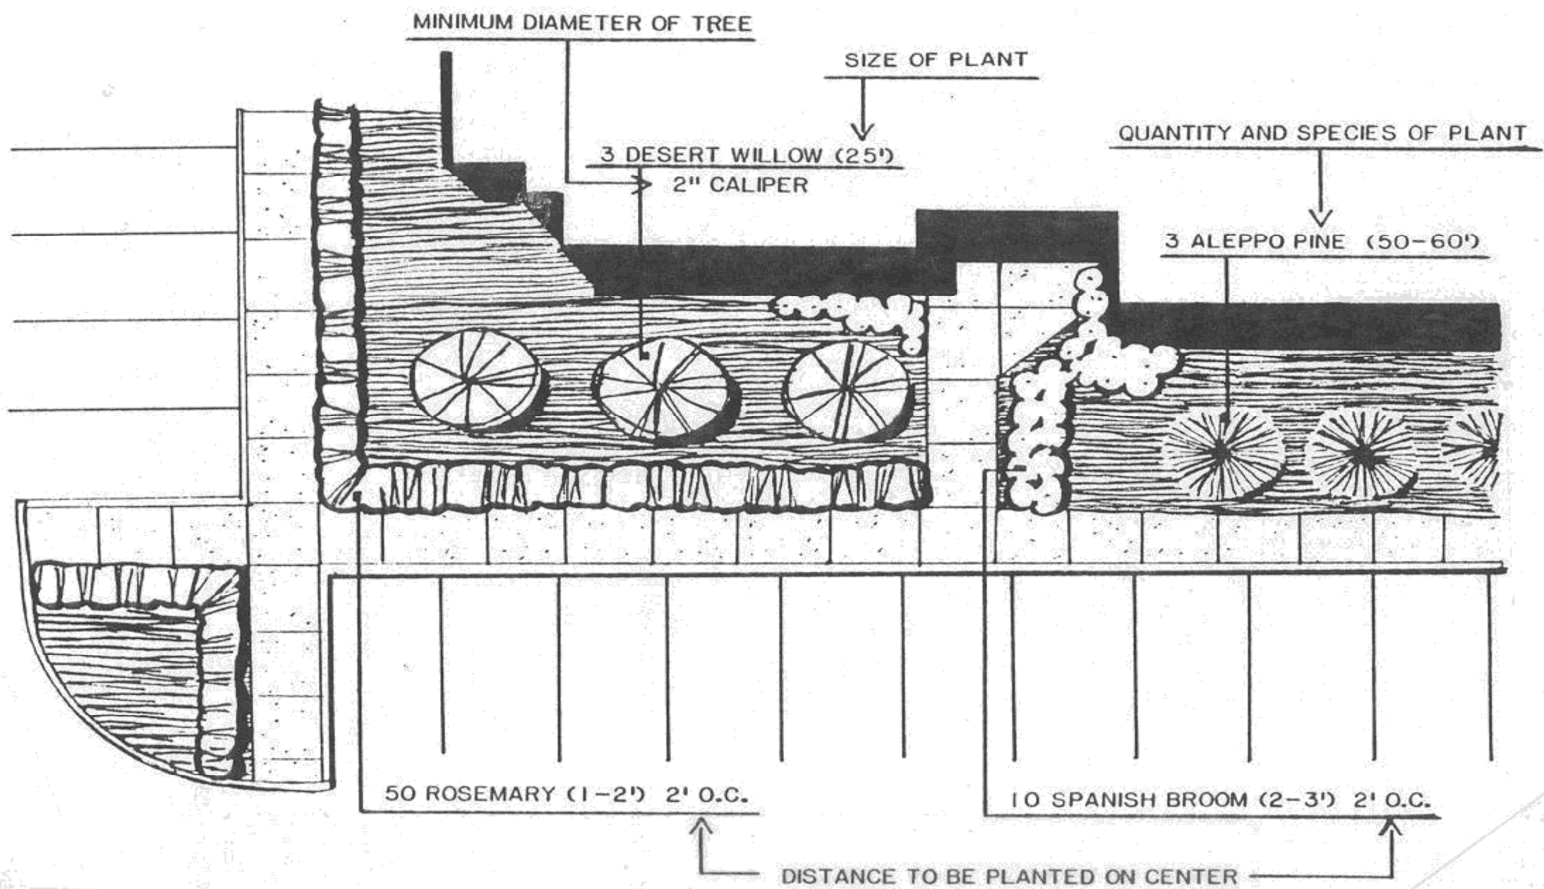 MINIMUM DIAMETER OF TREE
SIZE OF PLANT
QUANTITY AND SPECIES OF PLANT
3 DESERT WILLOW (25')
2" CALIPER
3 ALEPPO PINE (50-60')
50 ROSEMARY (1-2') 2' O.C.
10 SPANISH BROOM (2-3') 2' O.C.
DISTANCE TO BE PLANTED ON CENTER